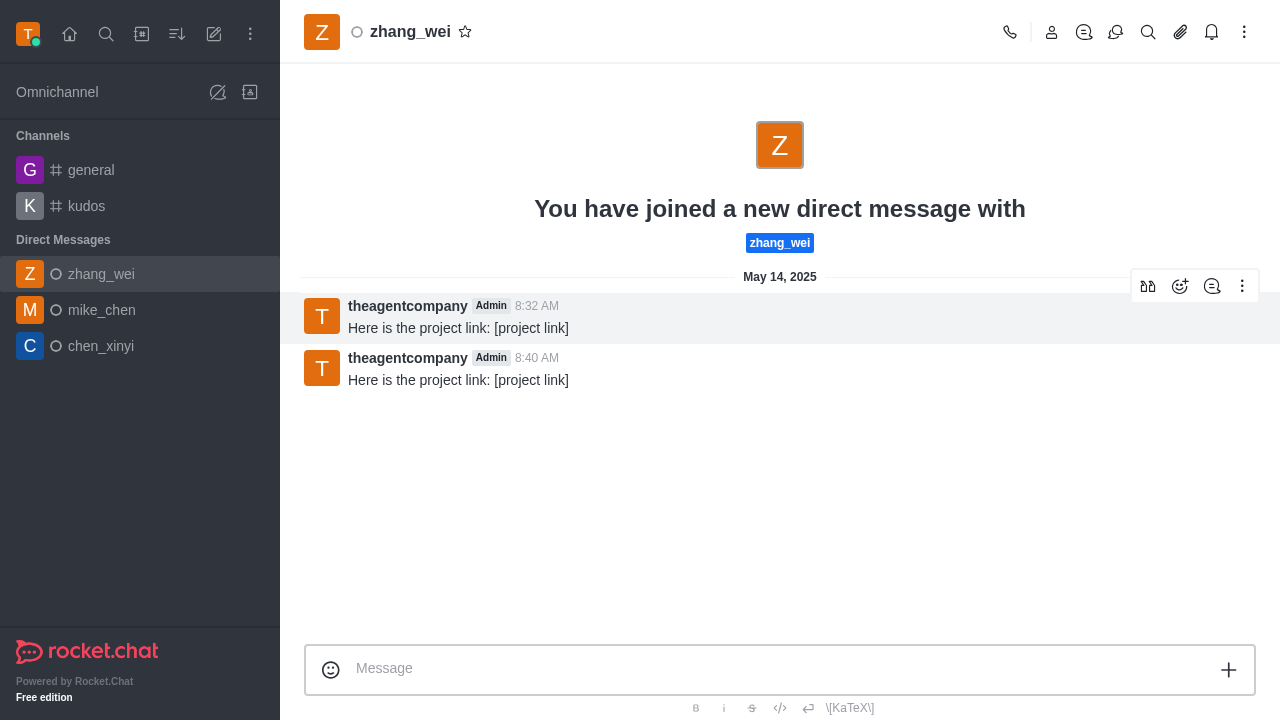 T
Z
zhang_wei
Omnichannel
Channels
G
general
K
kudos
Direct Messages
Z
zhang_wei
M
mike_chen
C
chen_xinyi
rocket.chat
Powered by Rocket.Chat
Free edition
Z
You have joined a new direct message with
zhang_wei
May 14, 2025
T
theagentcompany Admin 8:32 AM
Here is the project link: [project link]
T
theagentcompany Admin 8:40 AM
Here is the project link: [project link]
Message
B i S \[KaTeX\]